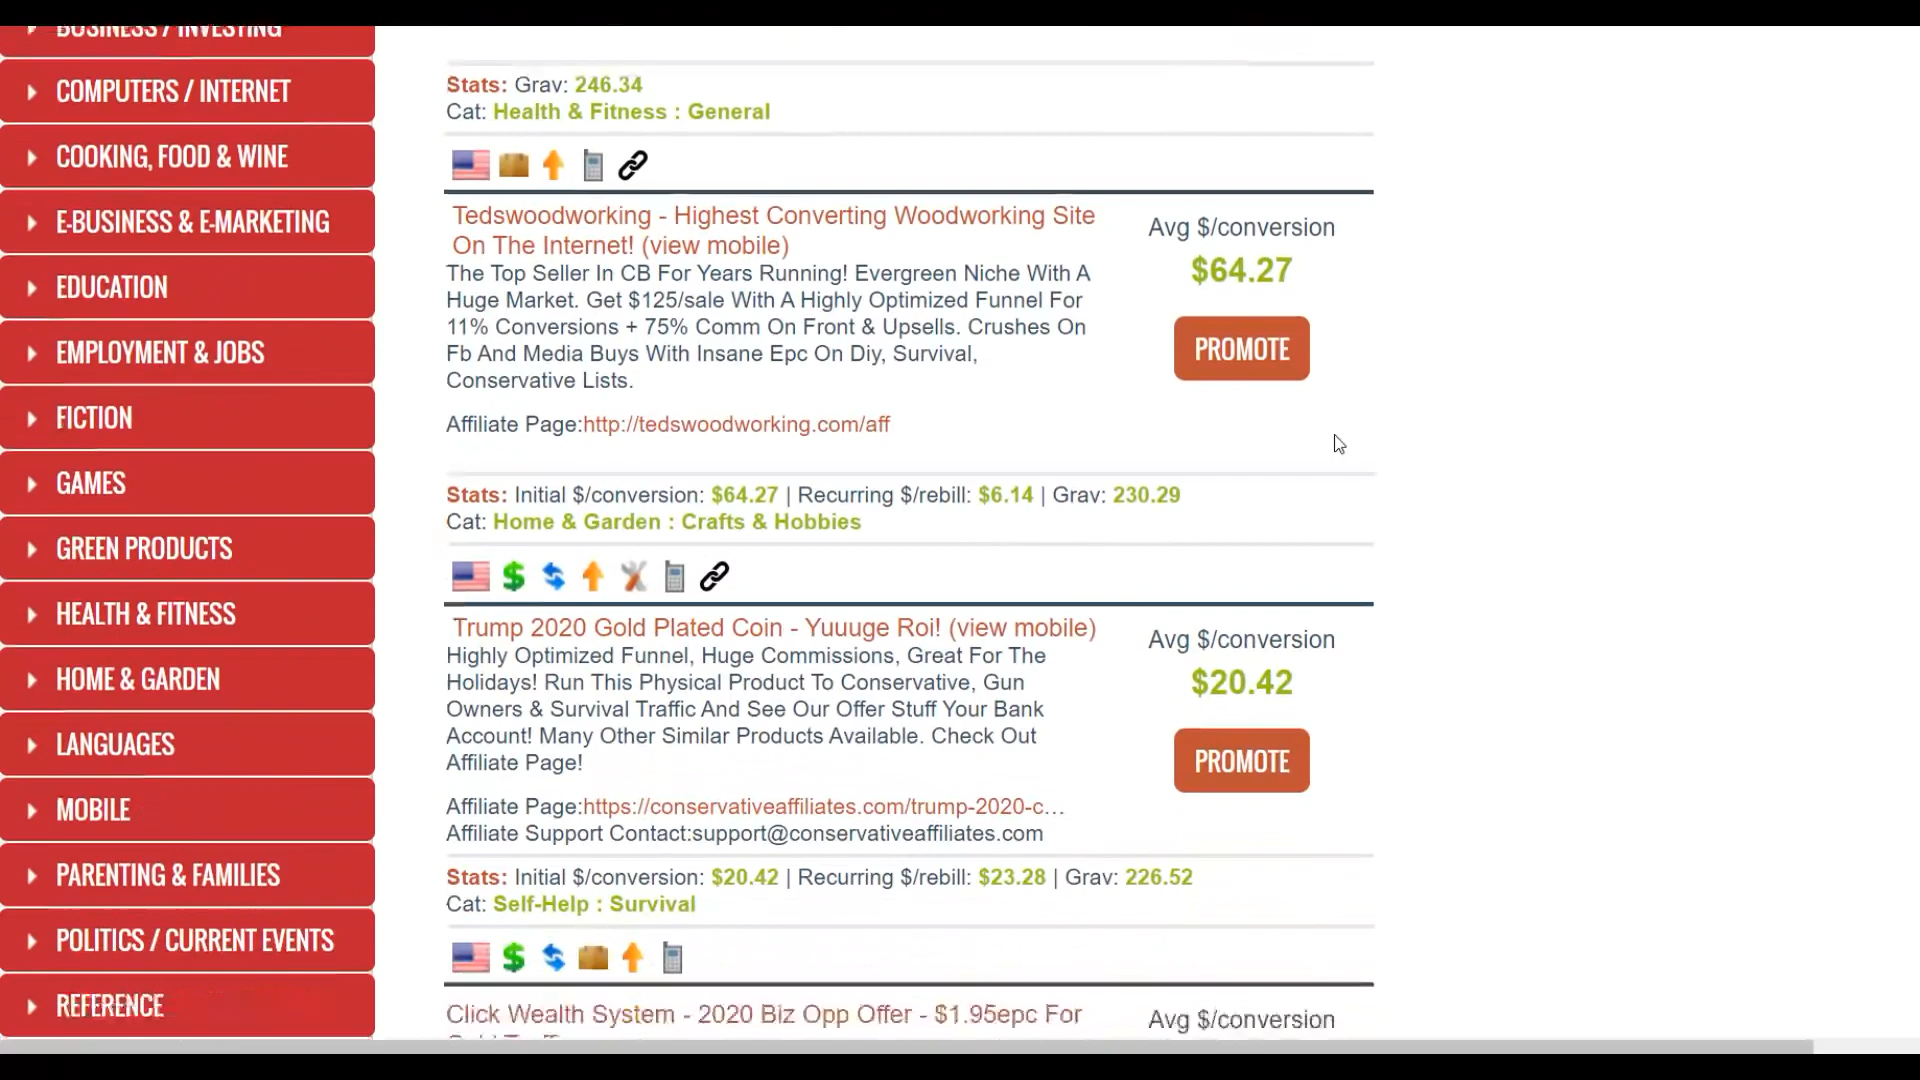 BUSINESS / INVESTING
COMPUTERS / INTERNET
COOKING, FOOD & WINE
E-BUSINESS & E-MARKETING
EDUCATION
EMPLOYMENT & JOBS
FICTION
GAMES
GREEN PRODUCTS
HEALTH & FITNESS
HOME & GARDEN
LANGUAGES
MOBILE
PARENTING & FAMILIES
POLITICS / CURRENT EVENTS
REFERENCE
Stats: Grav: 246.34
Cat: Health & Fitness : General
Tedswoodworking - Highest Converting Woodworking Site
On The Internet! (view mobile)
The Top Seller In CB For Years Running! Evergreen Niche With A
Huge Market. Get $125/sale With A Highly Optimized Funnel For
11% Conversions + 75% Comm On Front & Upsells. Crushes On
Fb And Media Buys With Insane Epc On Diy, Survival,
Conservative Lists.
Affiliate Page:http://tedswoodworking.com/aff
Avg $/conversion
$64.27
PROMOTE
Stats: Initial $/conversion: $64.27 | Recurring $/rebill: $6.14 | Grav: 230.29
Cat: Home & Garden : Crafts & Hobbies
Trump 2020 Gold Plated Coin - Yuuuge Roi! (view mobile)
Highly Optimized Funnel, Huge Commissions, Great For The
Holidays! Run This Physical Product To Conservative, Gun
Owners & Survival Traffic And See Our Offer Stuff Your Bank
Account! Many Other Similar Products Available. Check Out
Affiliate Page!
Affiliate Page:https://conservativeaffiliates.com/trump-2020-c...
Affiliate Support Contact:support@conservativeaffiliates.com
Avg $/conversion
$20.42
PROMOTE
Stats: Initial $/conversion: $20.42 | Recurring $/rebill: $23.28 | Grav: 226.52
Cat: Self-Help : Survival
Click Wealth System - 2020 Biz Opp Offer - $1.95epc For
Avg $/conversion